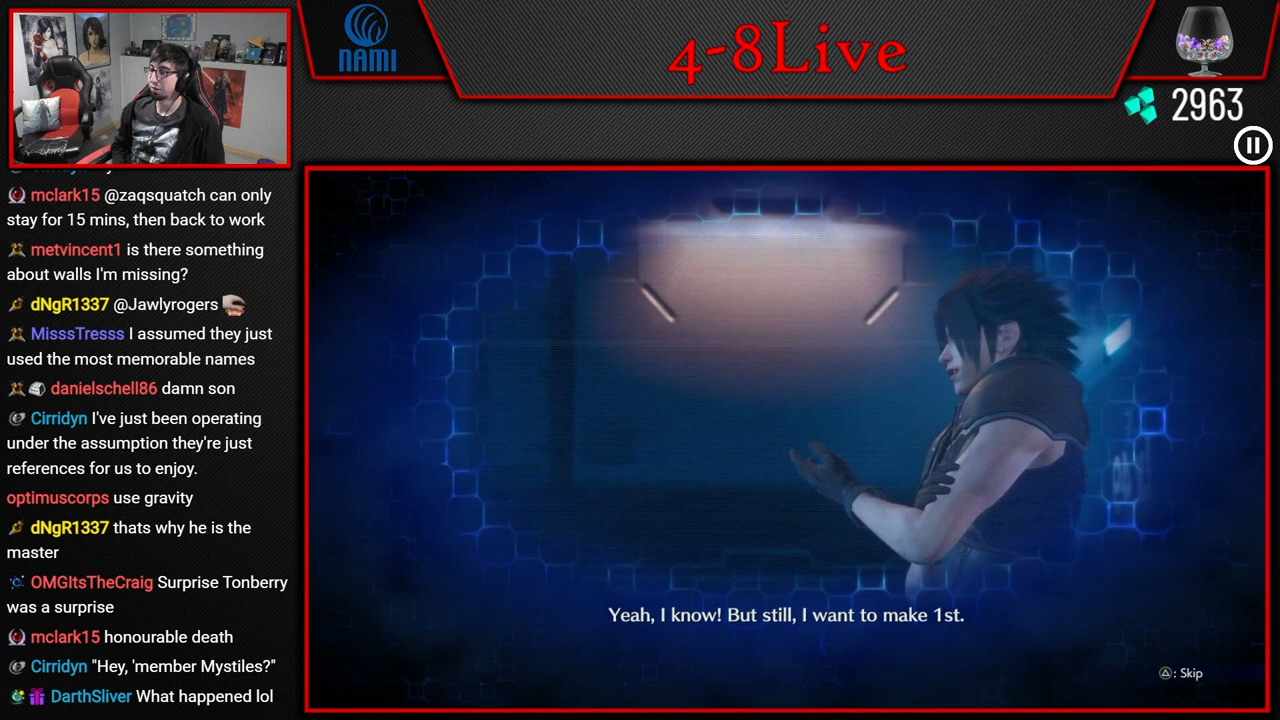 NAMI
4-8Live
2963
mclark15 @zaqsquatch can only
stay for 15 mins, then back to work
metvincent1 is there something
about walls I'm missing?
dNgR1337 @Jawlyrogers
MisssTresss I assumed they just
used the most memorable names
danielschell86 damn son
Cirridyn I've just been operating
under the assumption they're just
references for us to enjoy.
optimuscorps use gravity
dNgR1337 thats why he is the
master
OMGItsTheCraig Surprise Tonberry
was a surprise
mclark15 honourable death
Cirridyn "Hey, 'member Mystiles?"
DarthSliver What happened lol
Yeah, I know! But still, I want to make 1st.
: Skip